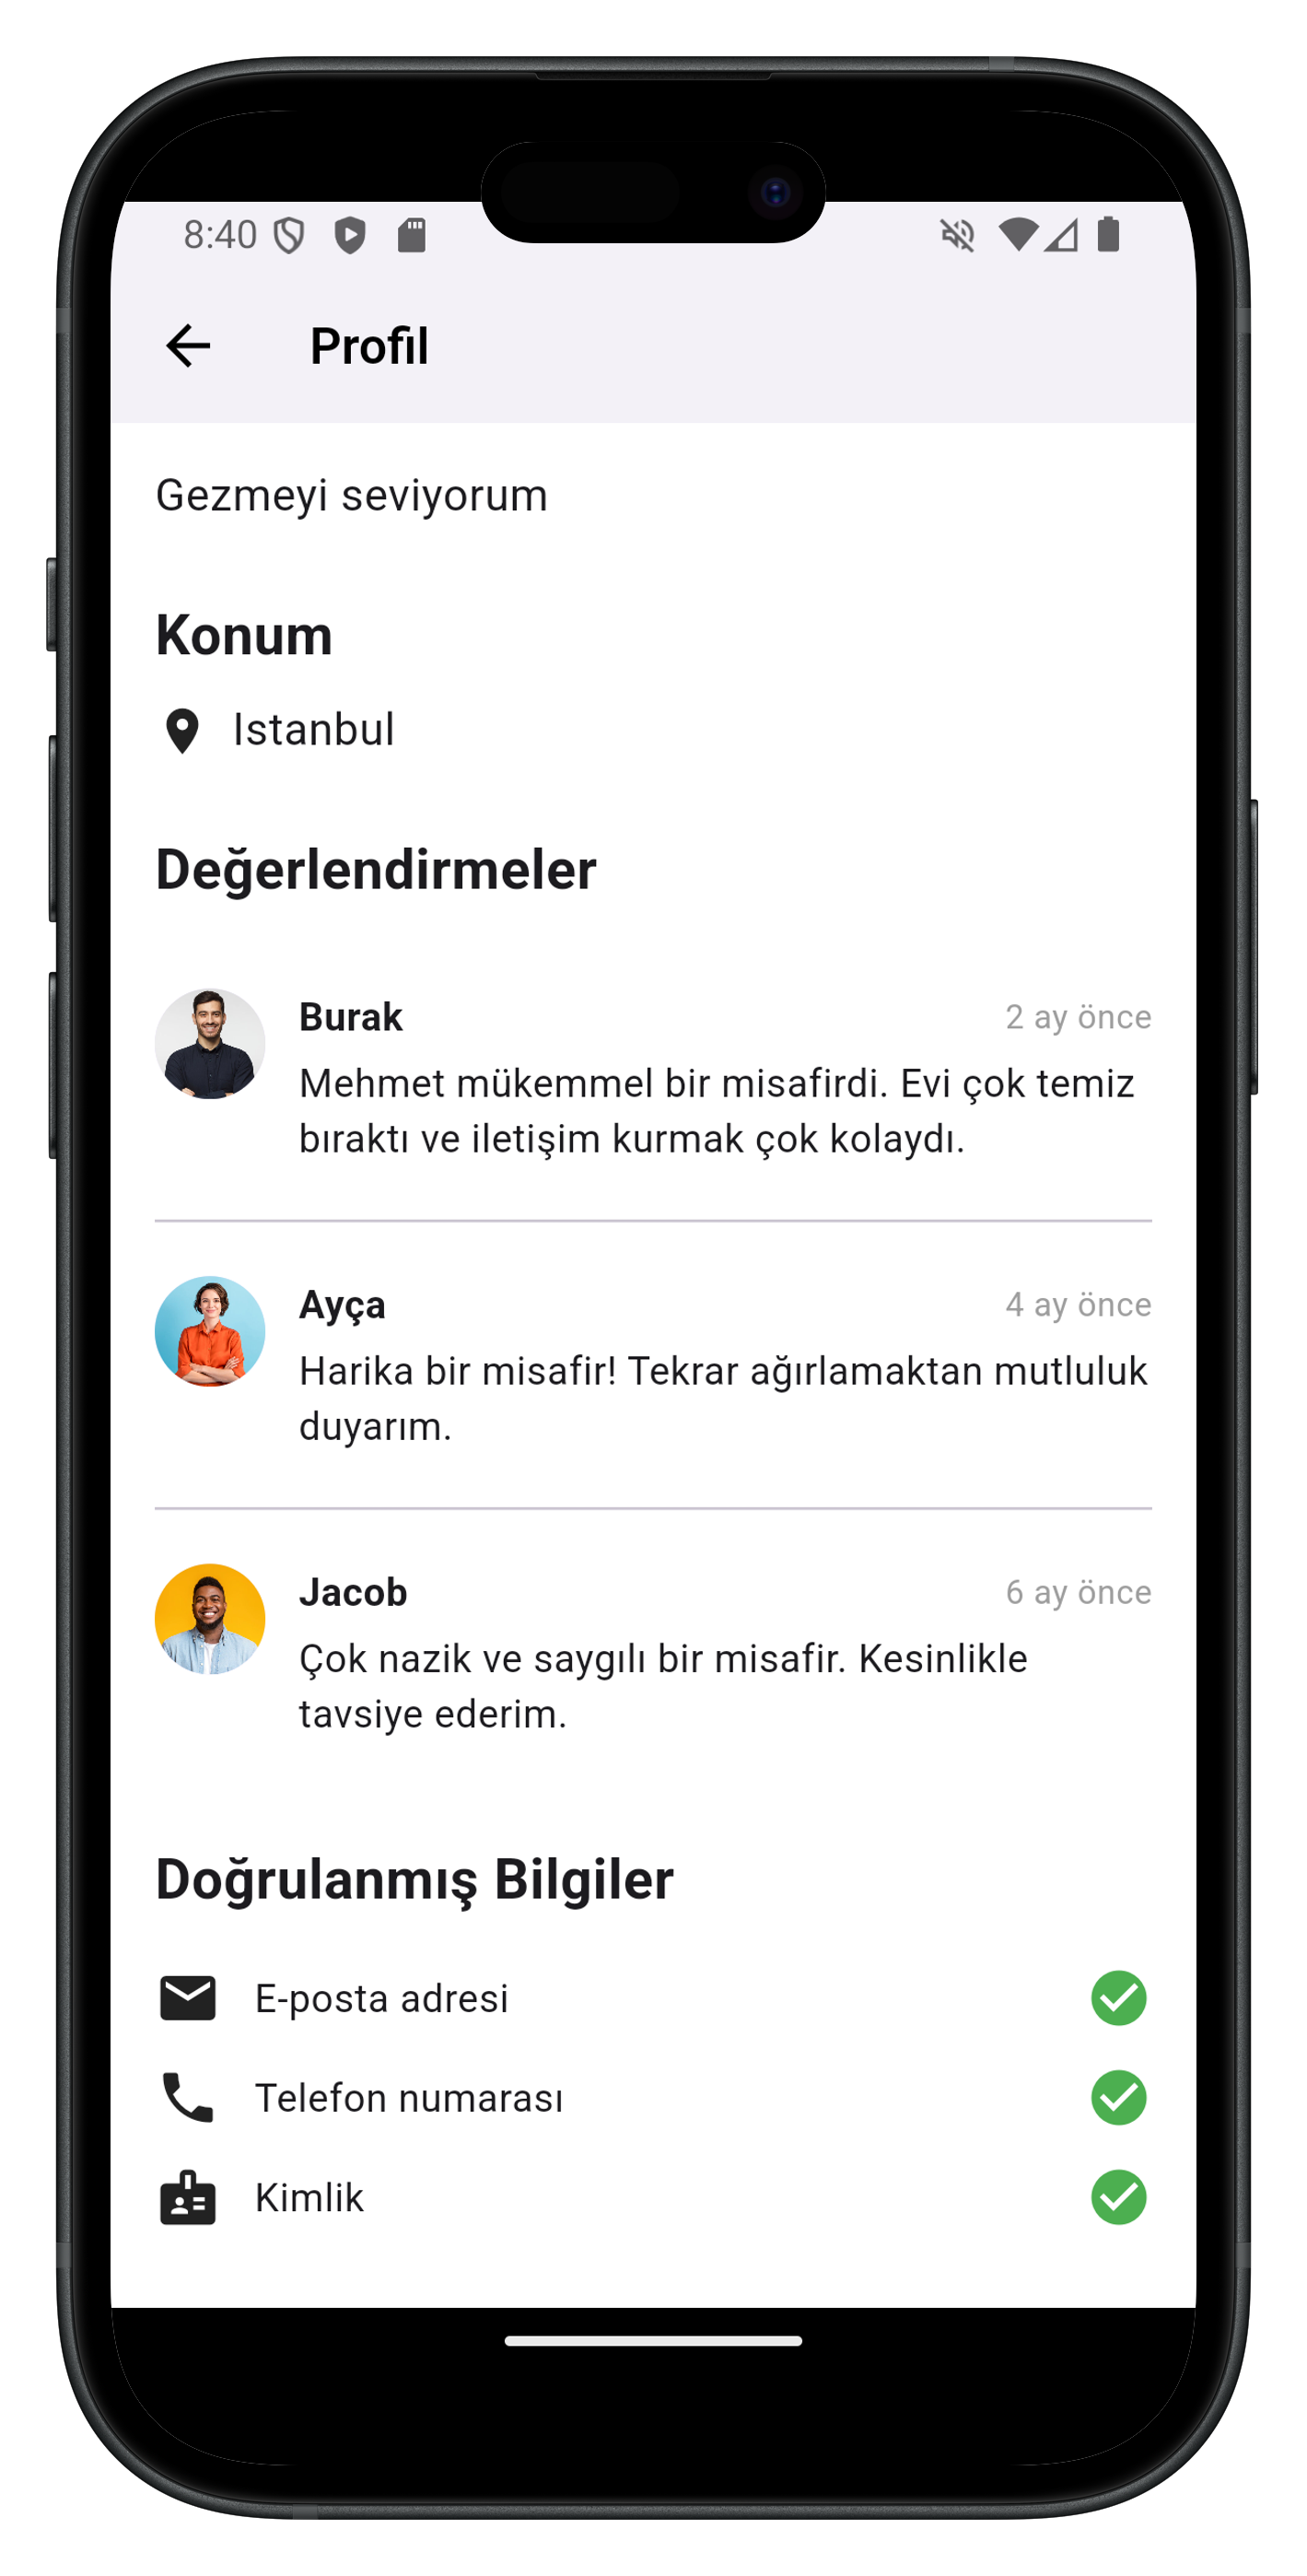 8:40
Profil
Gezmeyi seviyorum
Konum
Istanbul
Değerlendirmeler
Burak
2 ay önce
Mehmet mükemmel bir misafirdi. Evi çok temiz
bıraktı ve iletişim kurmak çok kolaydı.
Ayça
4 ay önce
Harika bir misafir! Tekrar ağırlamaktan mutluluk
duyarım.
Jacob
6 ay önce
Çok nazik ve saygılı bir misafir. Kesinlikle
tavsiye ederim.
Doğrulanmış Bilgiler
E-posta adresi
Telefon numarası
Kimlik